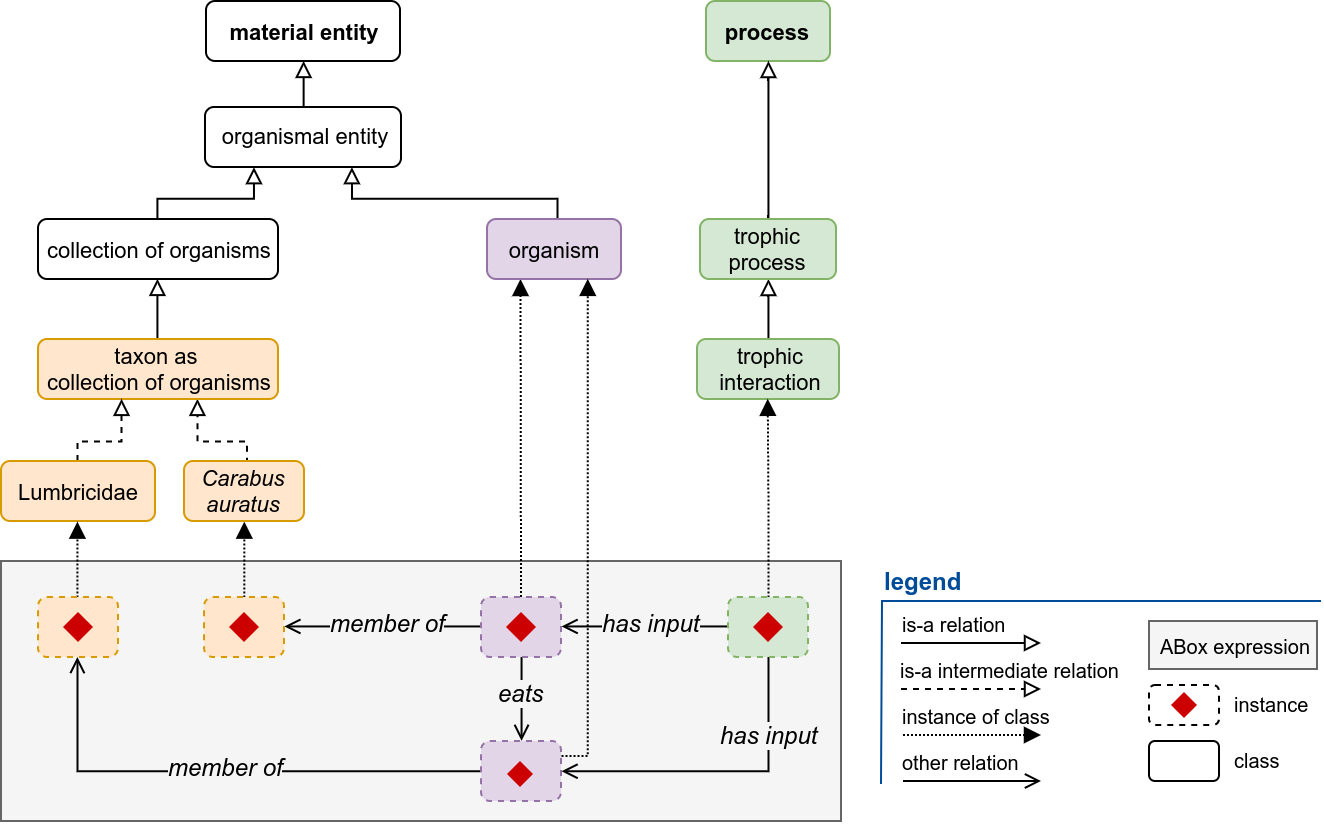 material entity
process
organismal entity
collection of organisms
organism
trophic
process
taxon as
collection of organisms
trophic
interaction
Lumbricidae
Carabus
auratus
member of
has input
eats
has input
member of
legend
is-a relation
is-a intermediate relation
instance of class
other relation
ABox expression
instance
class